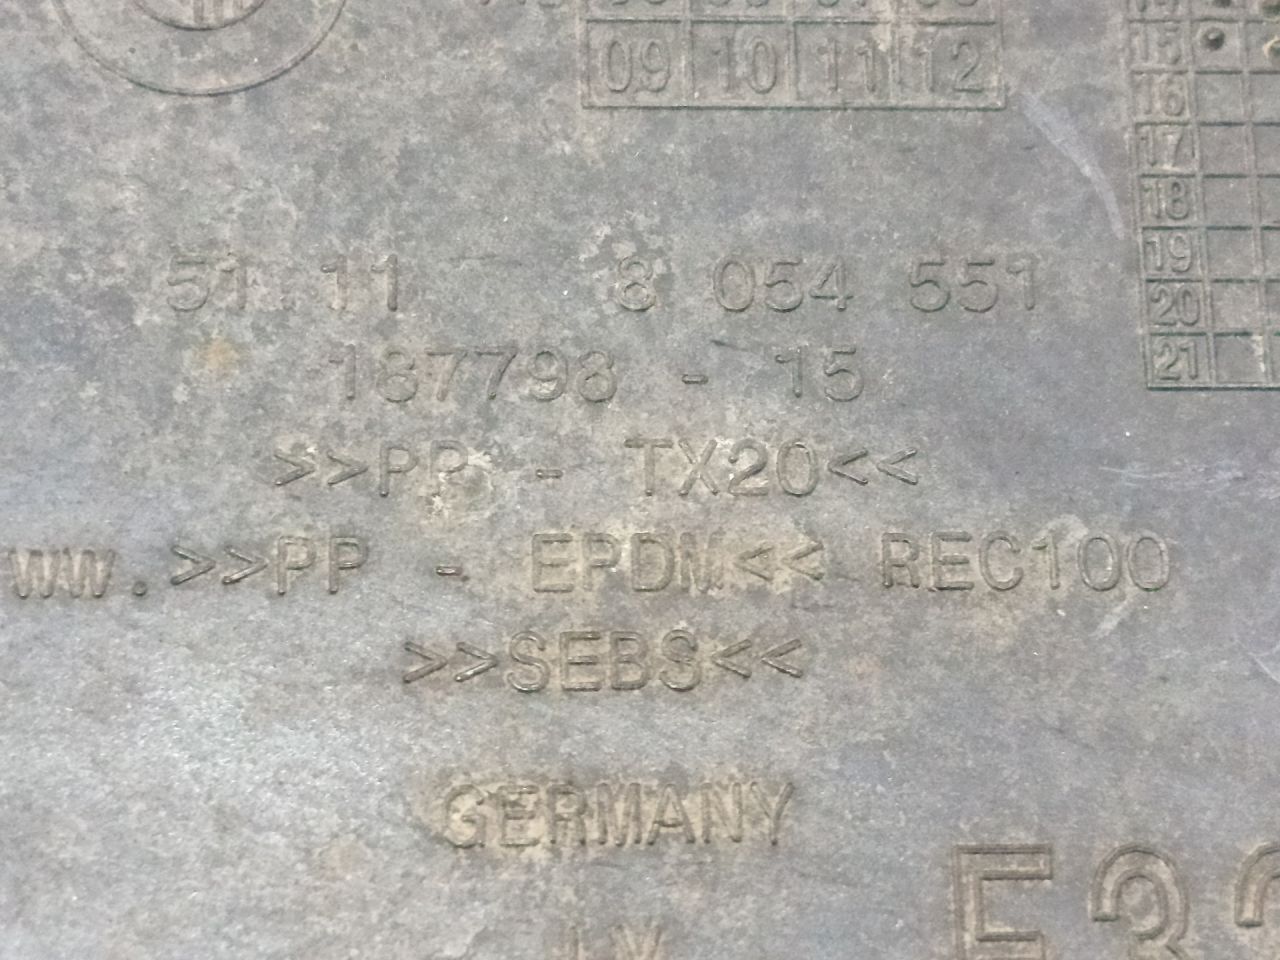 09 10 11 12
15
16
17
18
19
20
21
51.11 8 054 551
187798 - 15
>>PP - TX20<<
WW.>>PP - EPDM<< REC100
>>SEBS<<
GERMANY